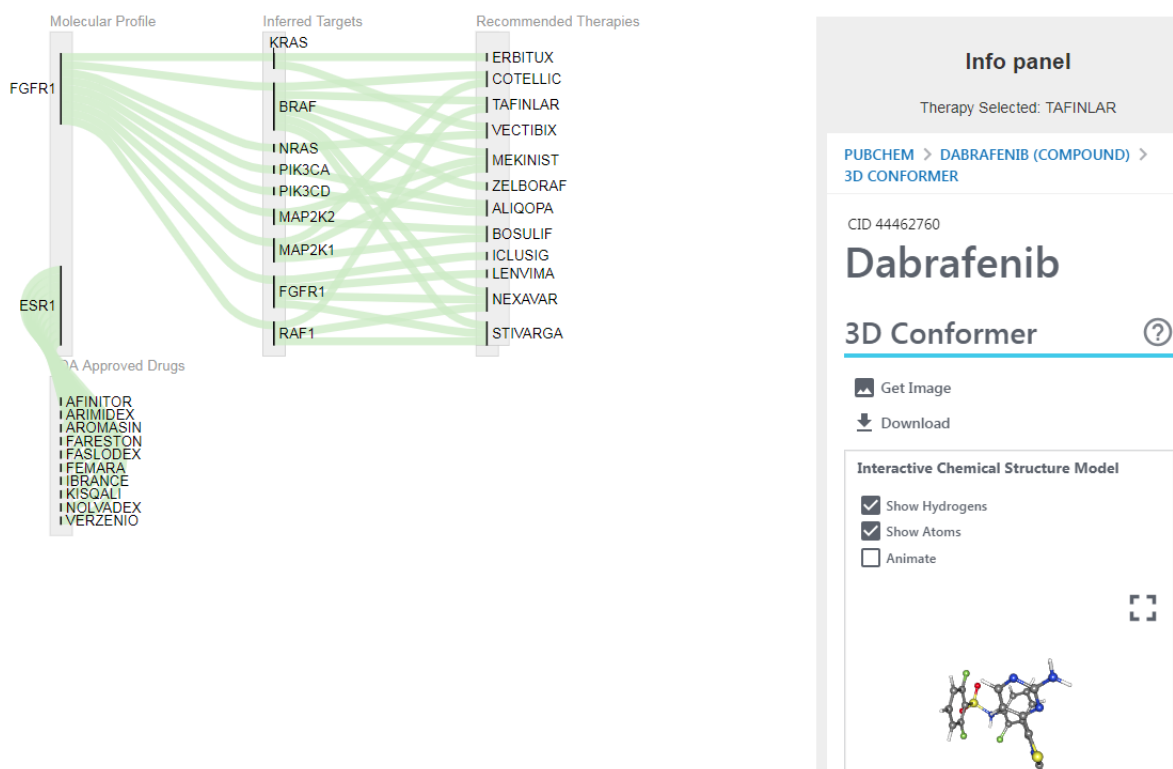 Molecular Profile
Inferred Targets
Recommended Therapies
FGFR1
ESR1
KRAS
BRAF
NRAS
PIK3CA
PIK3CD
MAP2K2
MAP2K1
FGFR1
RAF1
ERBITUX
COTELLIC
TAFINLAR
VECTIBIX
MEKINIST
ZELBORAF
ALIQOPA
BOSULIF
ICLUSIG
LENVIMA
NEXAVAR
STIVARGA
DA Approved Drugs
AFINITOR
ARIMIDEX
AROMASIN
FARESTON
FASLODEX
FEMARA
IBRANCE
KISQALI
NOLVADEX
VERZENIO
Info panel
Therapy Selected: TAFINLAR
PUBCHEM > DABRAFENIB (COMPOUND) >
3D CONFORMER
CID 44462760
Dabrafenib
3D Conformer
Get Image
Download
Interactive Chemical Structure Model
Show Hydrogens
Show Atoms
Animate